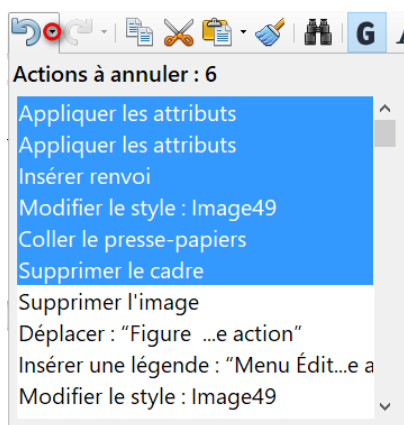 G
Actions à annuler : 6
Appliquer les attributs
Appliquer les attributs
Insérer renvoi
Modifier le style : Image49
Coller le presse-papiers
Supprimer le cadre
Supprimer l'image
Déplacer : “Figure ...e action”
Insérer une légende : “Menu Édit...e a
Modifier le style : Image49